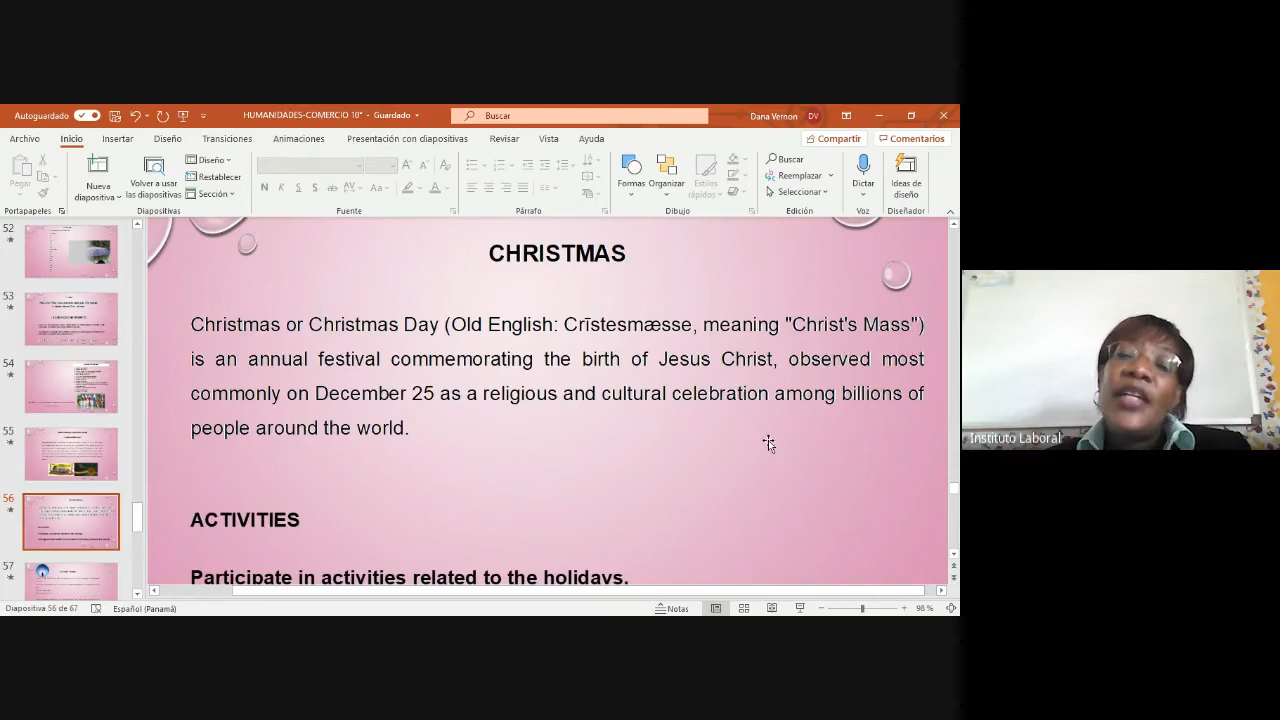 Autoguardado
HUMANIDADES-COMERCIO 10° - Guardado
Buscar
Dana Vernon DV
Archivo Inicio Insertar Diseño Transiciones Animaciones Presentación con diapositivas Revisar Vista Ayuda Compartir Comentarios
Pegar
Nueva diapositiva
Volver a usar las diapositivas
Diseño
Restablecer
Sección
N K S S ab AV Aa A
Formas
Organizar
Estilos rápidos
Buscar
Reemplazar
Seleccionar
Dictar
Ideas de diseño
Portapapeles Diapositivas Fuente Párrafo Dibujo Edición Voz Diseñador
52
53
54
55
56
57
CHRISTMAS
Christmas or Christmas Day (Old English: Crīstesmæsse, meaning "Christ's Mass")
is an annual festival commemorating the birth of Jesus Christ, observed most
commonly on December 25 as a religious and cultural celebration among billions of
people around the world.
ACTIVITIES
Participate in activities related to the holidays.
Diapositiva 56 de 67 Español (Panamá) Notas 98 %
Instituto Laboral